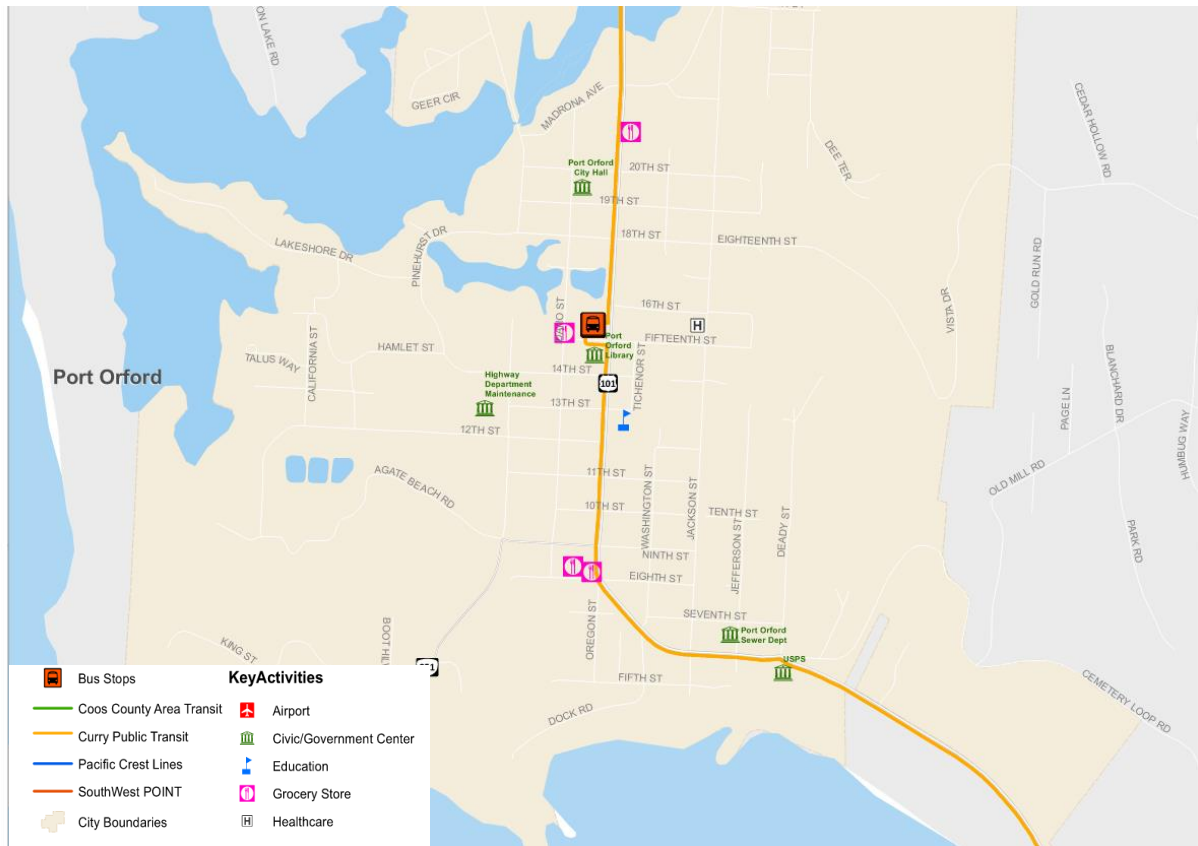 ON LAKE RD
GEER CIR
MADRONA AVE
CEDAR HOLLOW RD
DEE TER
Port Orford
City Hall
20TH ST
19TH ST
18TH ST
EIGHTEENTH ST
LAKESHORE DR
PINEHURST DR
GOLD RUN RD
VISTA DR
16TH ST
H
FIFTEENTH ST
Port
Orford
Library
HAMLET ST
TALUS WAY
CALIFORNIA ST
14TH ST
TICHENOR ST
Port Orford
101
Highway
Department
Maintenance
13TH ST
12TH ST
PAGE LN
BLANCHARD DR
HUMBUG WAY
OLD MILL RD
AGATE BEACH RD
11TH ST
10TH ST
WASHINGTON ST
JACKSON ST
TENTH ST
JEFFERSON ST
DEADY ST
PARK RD
NINTH ST
EIGHTH ST
SEVENTH ST
OREGON ST
Port Orford
Sewer Dept
USPS
FIFTH ST
DOCK RD
KING ST
CEMETERY LOOP RD
Bus Stops
Coos County Area Transit
Curry Public Transit
Pacific Crest Lines
SouthWest POINT
City Boundaries
KeyActivities
Airport
Civic/Government Center
Education
Grocery Store
H Healthcare